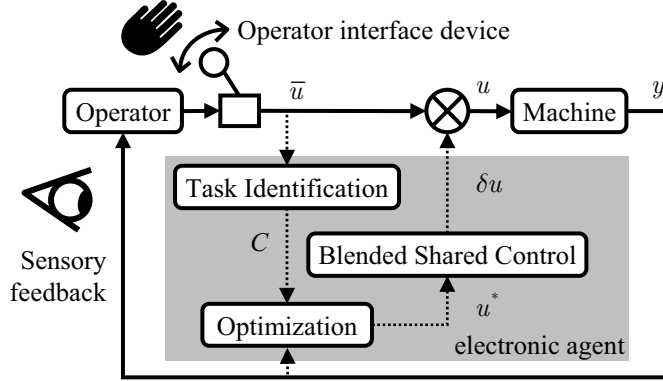 Operator interface device
Operator
ū
u
Machine
y
Task Identification
δu
C
Blended Shared Control
Sensory
feedback
Optimization
u*
electronic agent